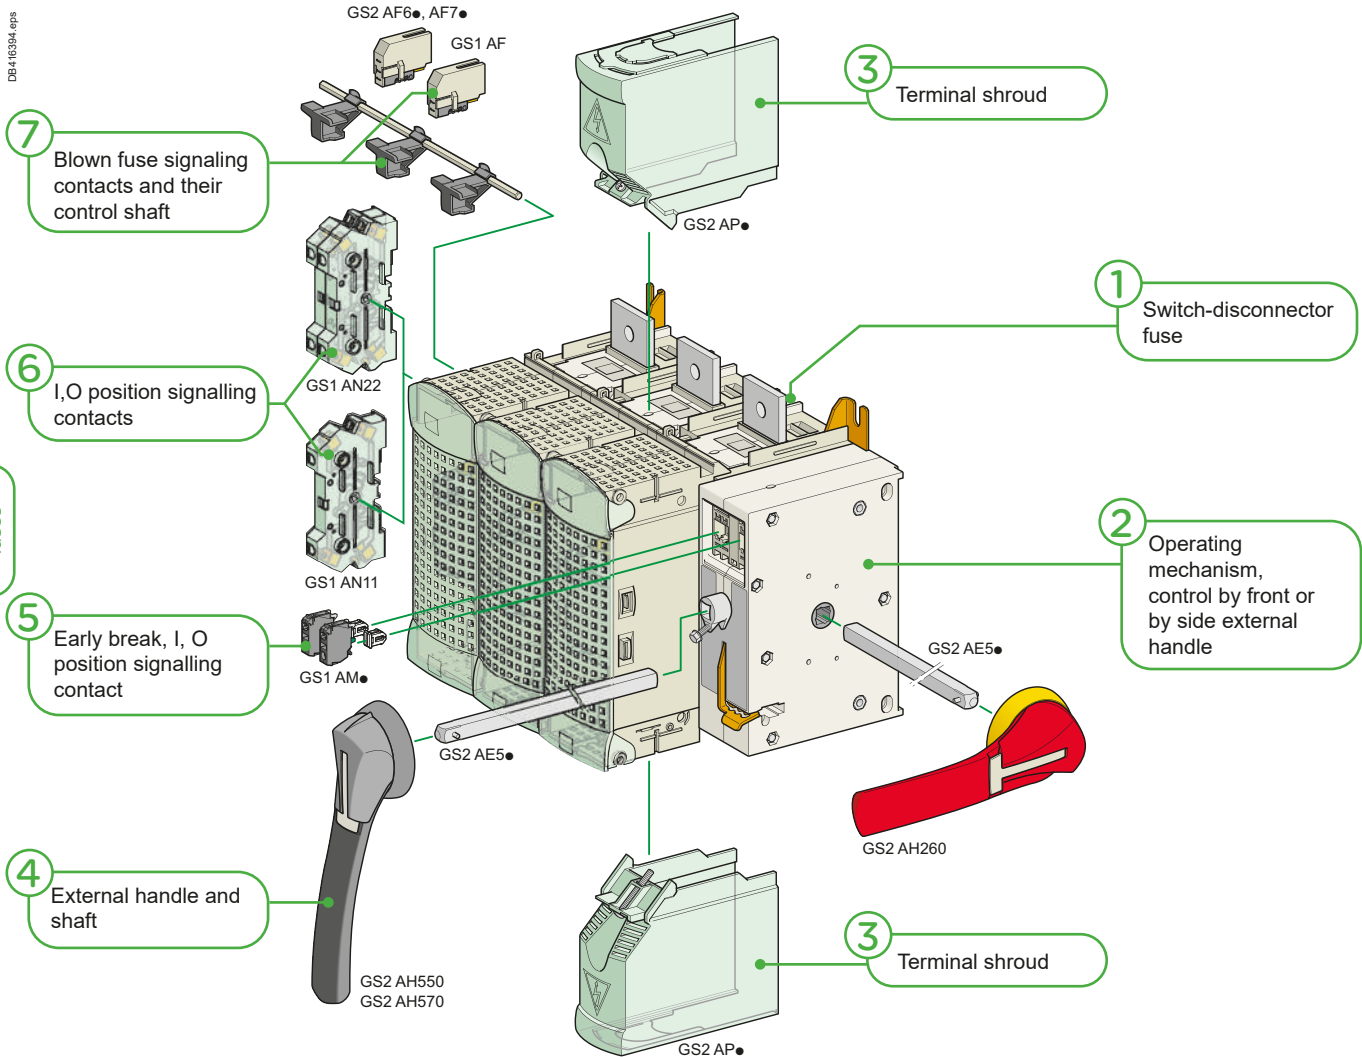 DB416394.eps
GS2 AF6●, AF7●
GS1 AF
3
Terminal shroud
7
Blown fuse signaling
contacts and their
control shaft
GS2 AP●
1
Switch-disconnector
fuse
6
I,O position signalling
contacts
GS1 AN22
GS1 AN11
2
Operating
mechanism,
control by front or
by side external
handle
5
Early break, I, O
position signalling
contact
GS1 AM●
GS2 AE5●
GS2 AE5●
GS2 AH260
4
External handle and
shaft
GS2 AH550
GS2 AH570
3
Terminal shroud
GS2 AP●